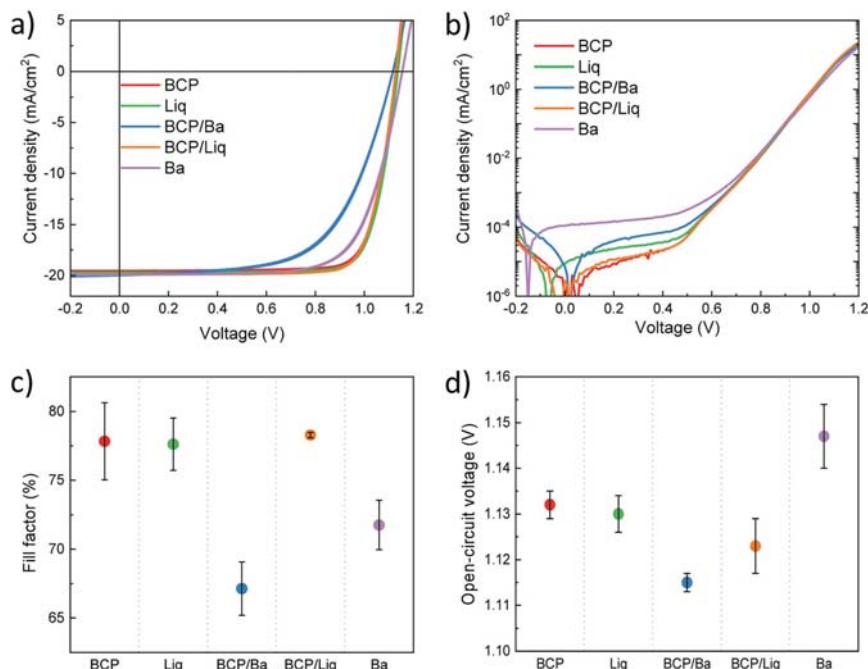 a)
Current density (mA/cm²)
5
0
-5
-10
-15
-20
BCP
Liq
BCP/Ba
BCP/Liq
Ba
-0.2 0.0 0.2 0.4 0.6 0.8 1.0 1.2
Voltage (V)
b)
Current density (mA/cm²)
10²
10⁰
10⁻²
10⁻⁴
10⁻⁶
BCP
Liq
BCP/Ba
BCP/Liq
Ba
-0.2 0.0 0.2 0.4 0.6 0.8 1.0 1.2
Voltage (V)
c)
Fill factor (%)
80
75
70
65
BCP Liq BCP/Ba BCP/Liq Ba
d)
Open-circuit voltage (V)
1.16
1.15
1.14
1.13
1.12
1.11
1.10
BCP Liq BCP/Ba BCP/Liq Ba